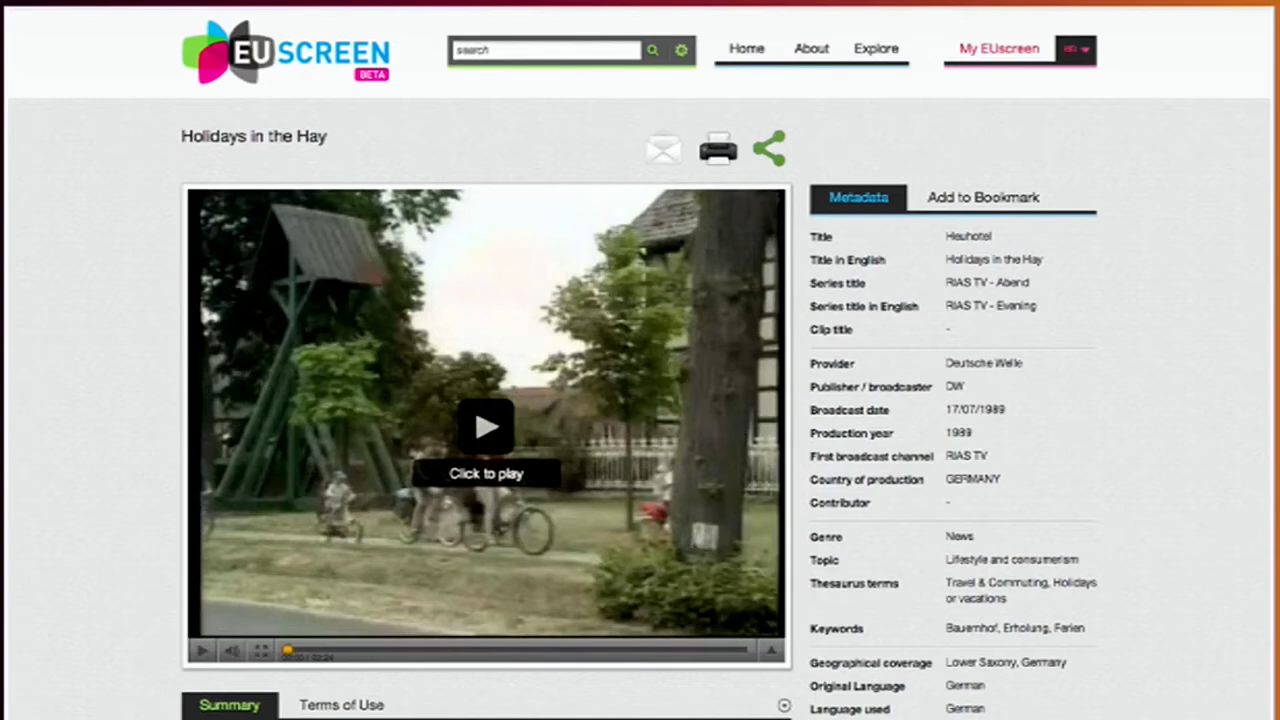 EUSCREEN
BETA
search
Home About Explore
My EUscreen
Holidays in the Hay
Click to play
Summary Terms of Use
Metadata Add to Bookmark
Title Heuhotel
Title in English Holidays in the Hay
Series title RIAS TV - Abend
Series title in English RIAS TV - Evening
Clip title -
Provider Deutsche Welle
Publisher / broadcaster DW
Broadcast date 17/07/1989
Production year 1989
First broadcast channel RIAS TV
Country of production GERMANY
Contributor -
Genre News
Topic Lifestyle and consumerism
Thesaurus terms Travel & Commuting, Holidays
or vacations
Keywords Bauernhof, Erholung, Ferien
Geographical coverage Lower Saxony, Germany
Original Language German
Language used German